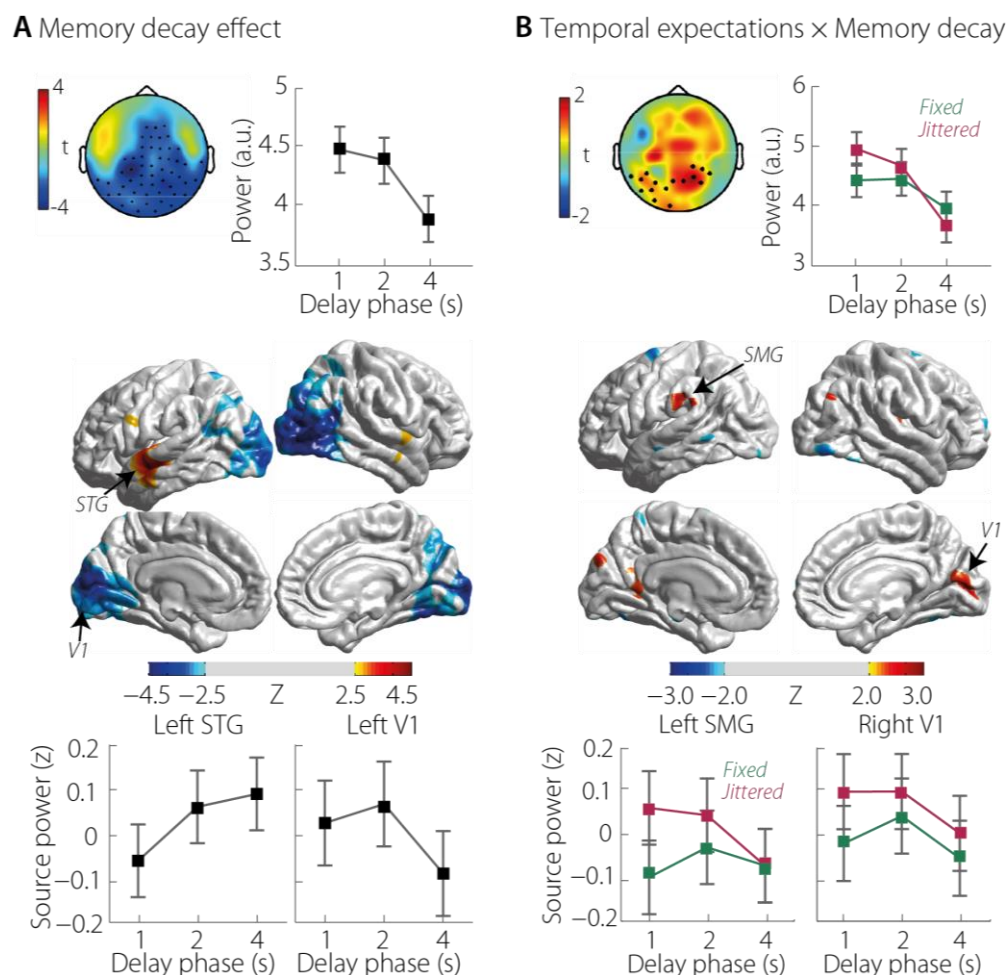 A Memory decay effect
4
t
-4
5
4.5
4
3.5
Power (a.u.)
1 2 4
Delay phase (s)
STG
V1
−4.5 −2.5 Z 2.5 4.5
Left STG
Left V1
Source power (z)
0.2
0.1
0
−0.1
−0.2
1 2 4
Delay phase (s)
1 2 4
Delay phase (s)
B Temporal expectations × Memory decay
2
t
-2
6
5
4
3
Power (a.u.)
Fixed
Jittered
1 2 4
Delay phase (s)
SMG
V1
−3.0 −2.0 Z 2.0 3.0
Left SMG
Right V1
Source power (z)
0.2
0.1
0
−0.1
−0.2
Fixed
Jittered
1 2 4
Delay phase (s)
1 2 4
Delay phase (s)